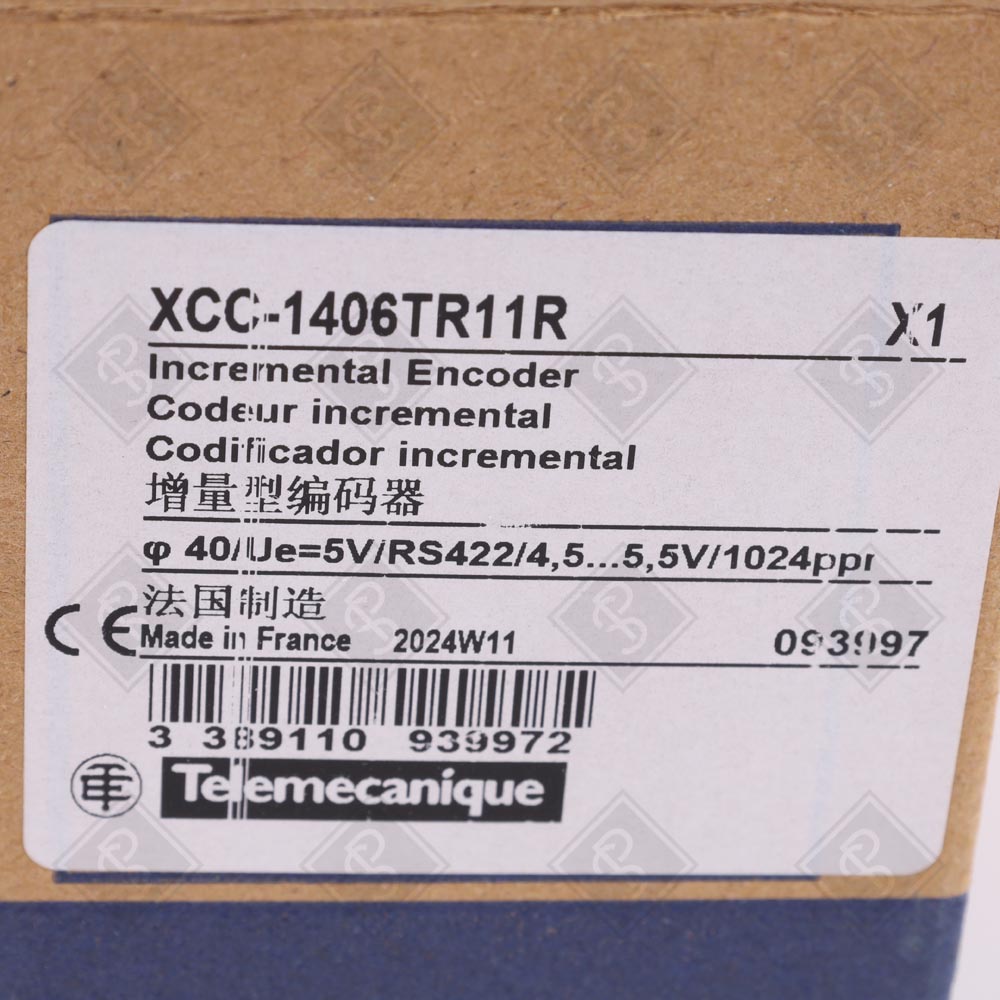 XCC-1406TR11R X1
Incremental Encoder
Codeur incremental
Codificador incremental
增量型编码器
φ 40/Ue=5V/RS422/4,5...5,5V/1024ppr
法国制造
CE Made in France 2024W11 093997
3 389110 939972
Telemecanique